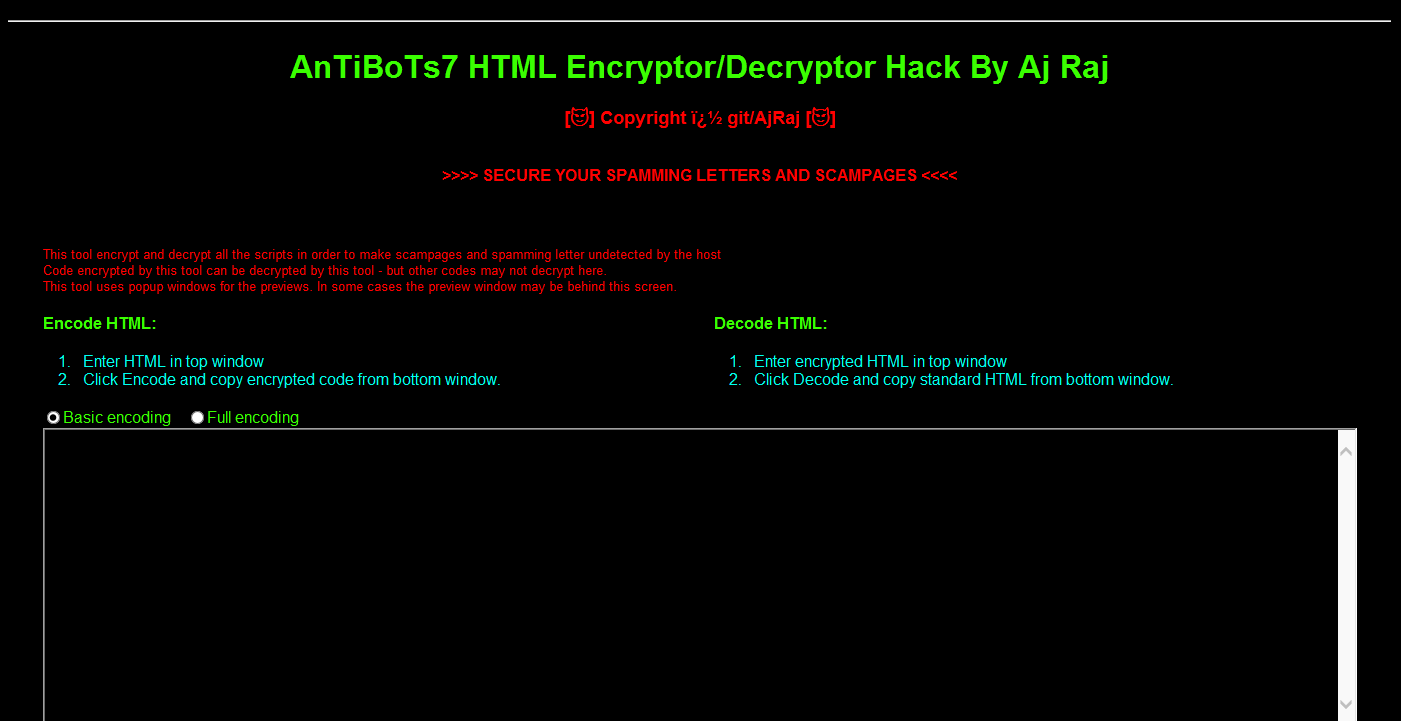 AnTiBoTs7 HTML Encryptor/Decryptor Hack By Aj Raj
[😈] Copyright ï¿½ git/AjRaj [😈]
>>>> SECURE YOUR SPAMMING LETTERS AND SCAMPAGES <<<<
This tool encrypt and decrypt all the scripts in order to make scampages and spamming letter undetected by the host
Code encrypted by this tool can be decrypted by this tool - but other codes may not decrypt here.
This tool uses popup windows for the previews. In some cases the preview window may be behind this screen.
Encode HTML:
1. Enter HTML in top window
2. Click Encode and copy encrypted code from bottom window.
Decode HTML:
1. Enter encrypted HTML in top window
2. Click Decode and copy standard HTML from bottom window.
Basic encoding Full encoding